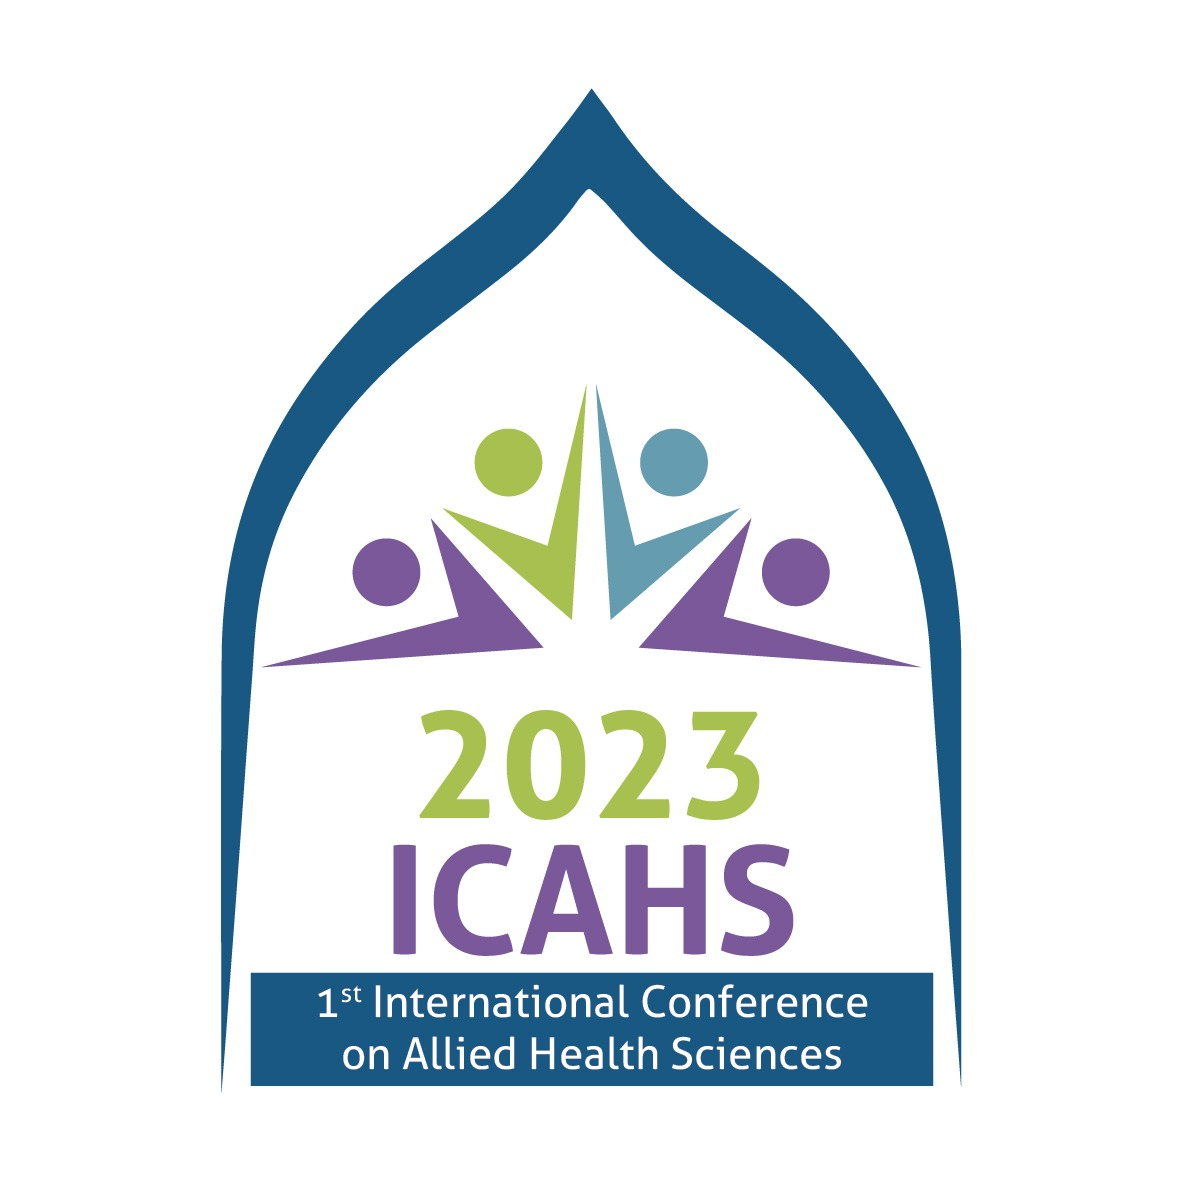 2023
ICAHS
1st International Conference
on Allied Health Sciences